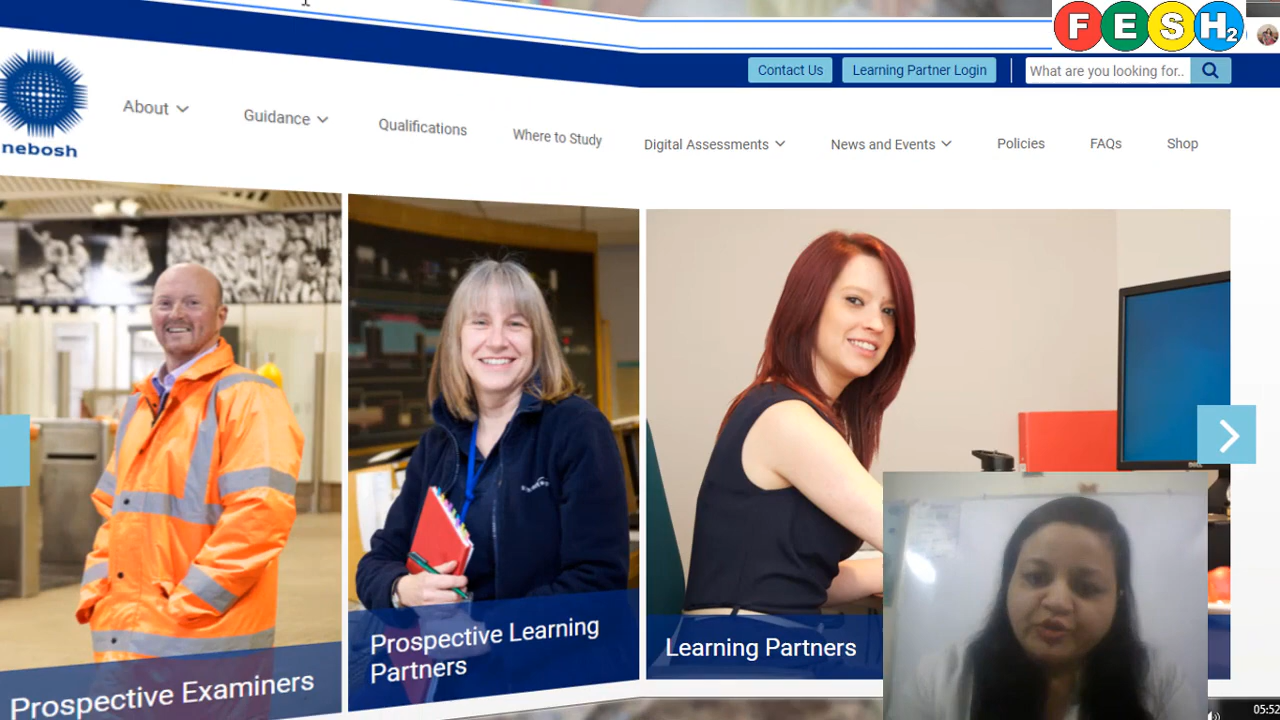 FESH2
Contact Us
Learning Partner Login
What are you looking for..
nebosh
About
Guidance
Qualifications
Where to Study
Digital Assessments
News and Events
Policies
FAQs
Shop
Prospective Examiners
Prospective Learning
Partners
Learning Partners
05:52